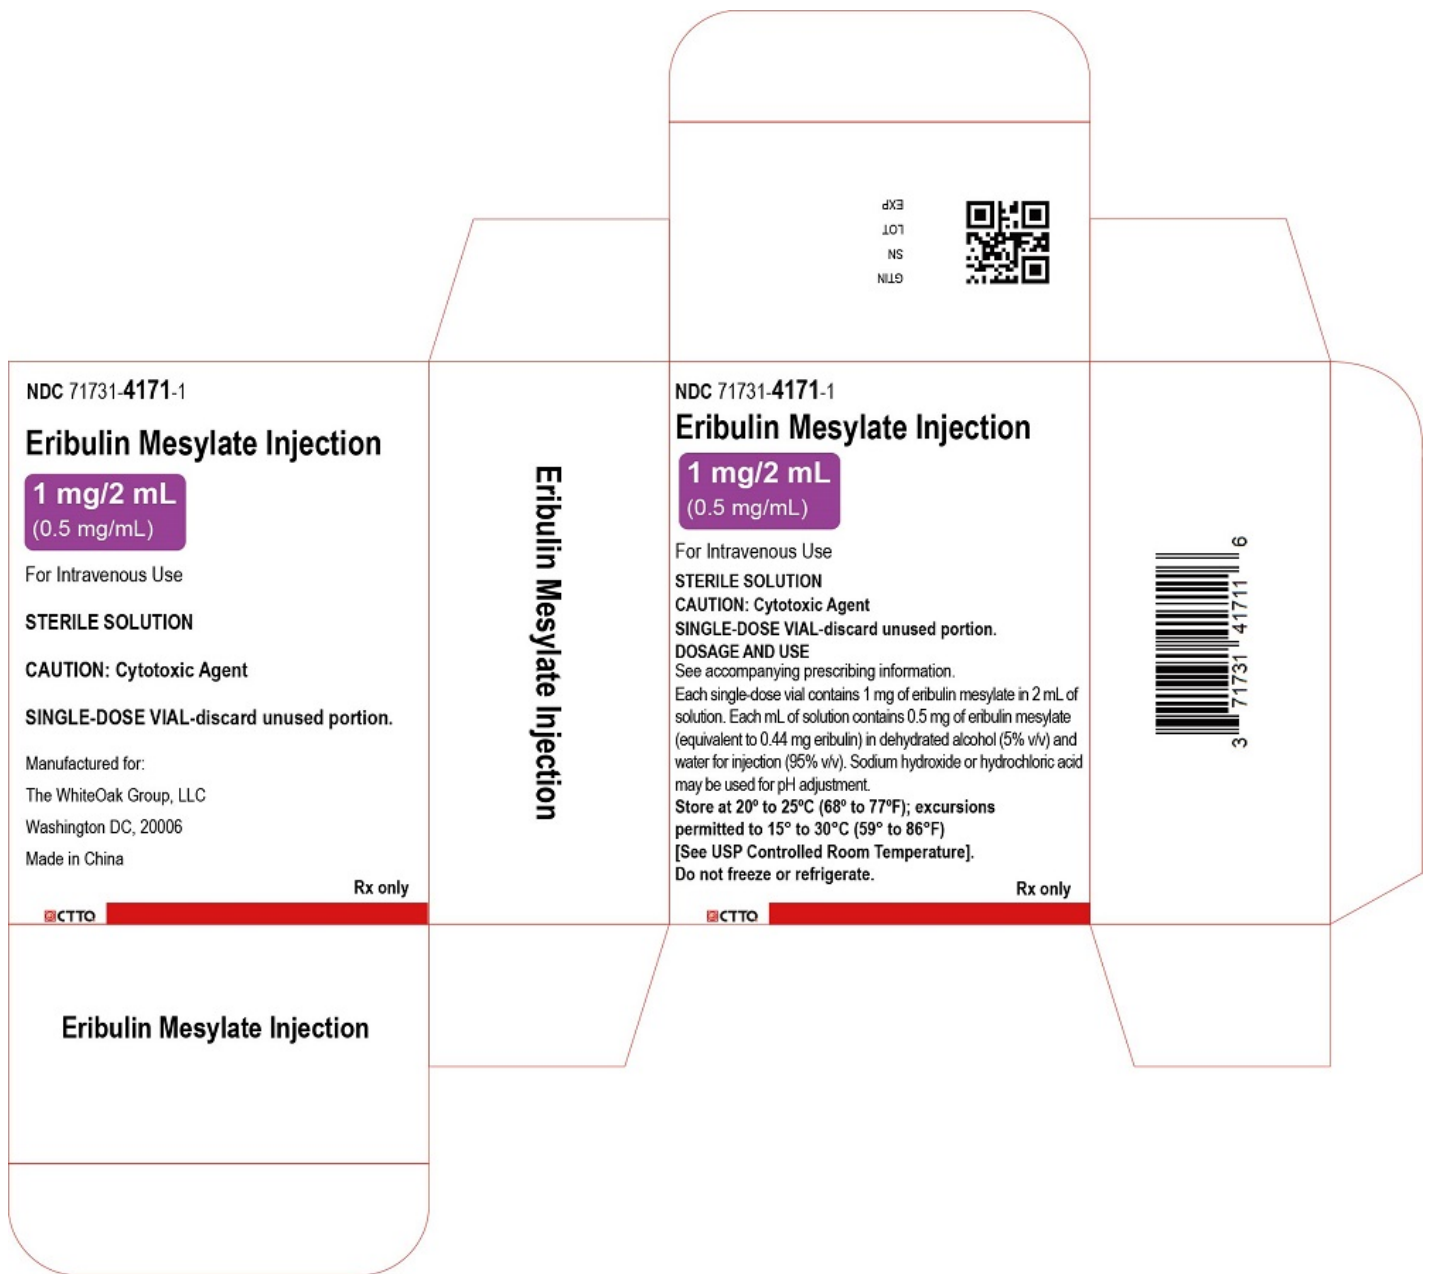 EXP
LOT
SN
GTIN
NDC 71731-4171-1
Eribulin Mesylate Injection
1 mg/2 mL
(0.5 mg/mL)
For Intravenous Use
STERILE SOLUTION
CAUTION: Cytotoxic Agent
SINGLE-DOSE VIAL-discard unused portion.
Manufactured for:
The WhiteOak Group, LLC
Washington DC, 20006
Made in China
Rx only
CTTQ
Eribulin Mesylate Injection
Eribulin Mesylate Injection
NDC 71731-4171-1
Eribulin Mesylate Injection
1 mg/2 mL
(0.5 mg/mL)
For Intravenous Use
STERILE SOLUTION
CAUTION: Cytotoxic Agent
SINGLE-DOSE VIAL-discard unused portion.
DOSAGE AND USE
See accompanying prescribing information.
Each single-dose vial contains 1 mg of eribulin mesylate in 2 mL of
solution. Each mL of solution contains 0.5 mg of eribulin mesylate
(equivalent to 0.44 mg eribulin) in dehydrated alcohol (5% v/v) and
water for injection (95% v/v). Sodium hydroxide or hydrochloric acid
may be used for pH adjustment.
Store at 20º to 25ºC (68º to 77ºF); excursions
permitted to 15° to 30°C (59° to 86°F)
[See USP Controlled Room Temperature].
Do not freeze or refrigerate.
Rx only
CTTQ
3 71731 41711 6